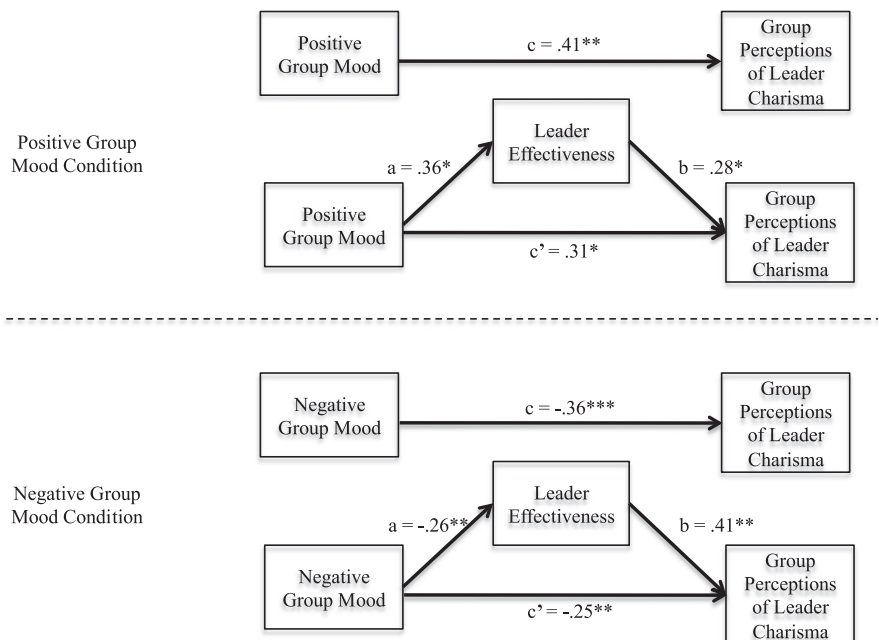 Positive
Group Mood
c = .41**
Group
Perceptions
of Leader
Charisma
Positive Group
Mood Condition
Leader
Effectiveness
a = .36*
b = .28*
Positive
Group Mood
c’ = .31*
Group
Perceptions
of Leader
Charisma
Negative
Group Mood
c = -.36***
Group
Perceptions
of Leader
Charisma
Negative Group
Mood Condition
Leader
Effectiveness
a = -.26**
b = .41**
Negative
Group Mood
c’ = -.25**
Group
Perceptions
of Leader
Charisma